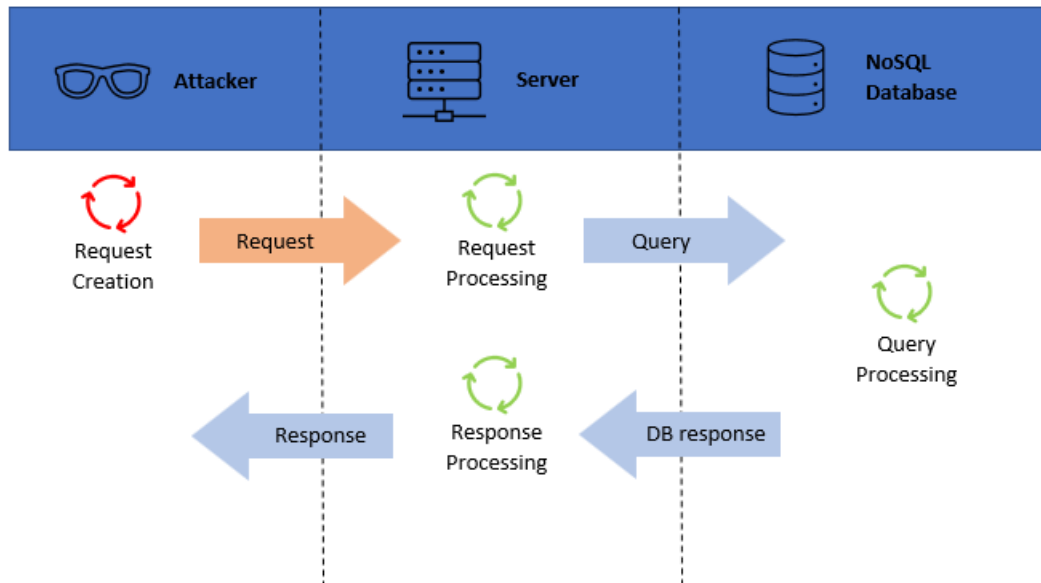 Attacker
Server
NoSQL
Database
Request
Creation
Request
Request
Processing
Query
Query
Processing
Response
Response
Processing
DB response